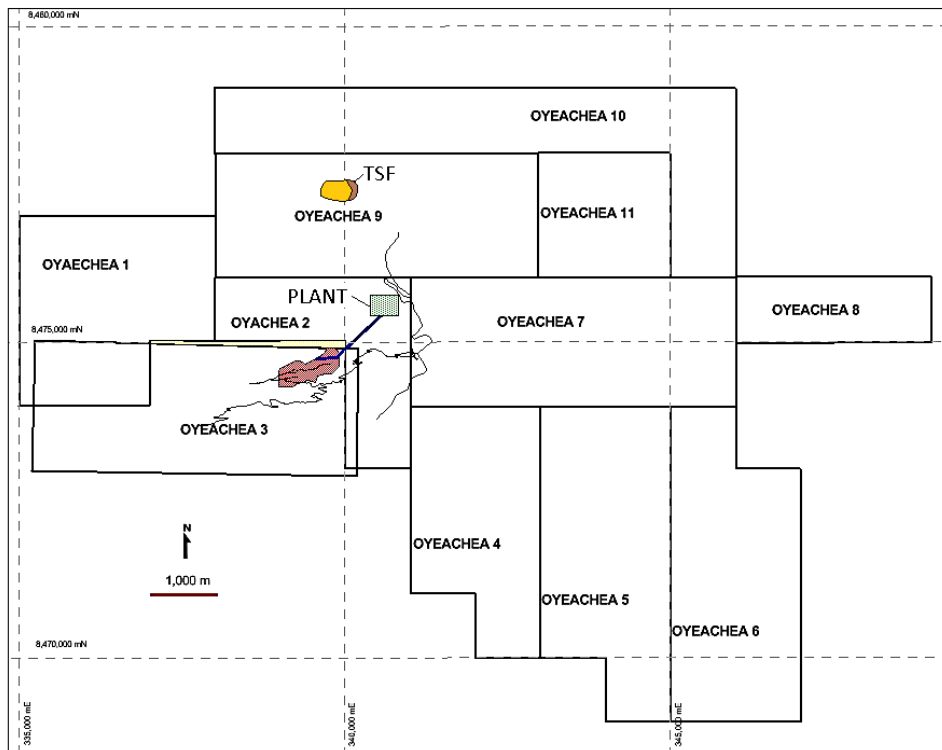 8,460,000 mN
OYEACHEA 10
TSF
OYEACHEA 9
OYEACHEA 11
OYAECHEA 1
PLANT
OYACHEA 2
OYEACHEA 7
OYEACHEA 8
8,475,000 mN
OYEACHEA 3
N
1,000 m
OYEACHEA 4
OYEACHEA 5
OYEACHEA 6
8,470,000 mN
335,000 mE
340,000 mE
345,000 mE